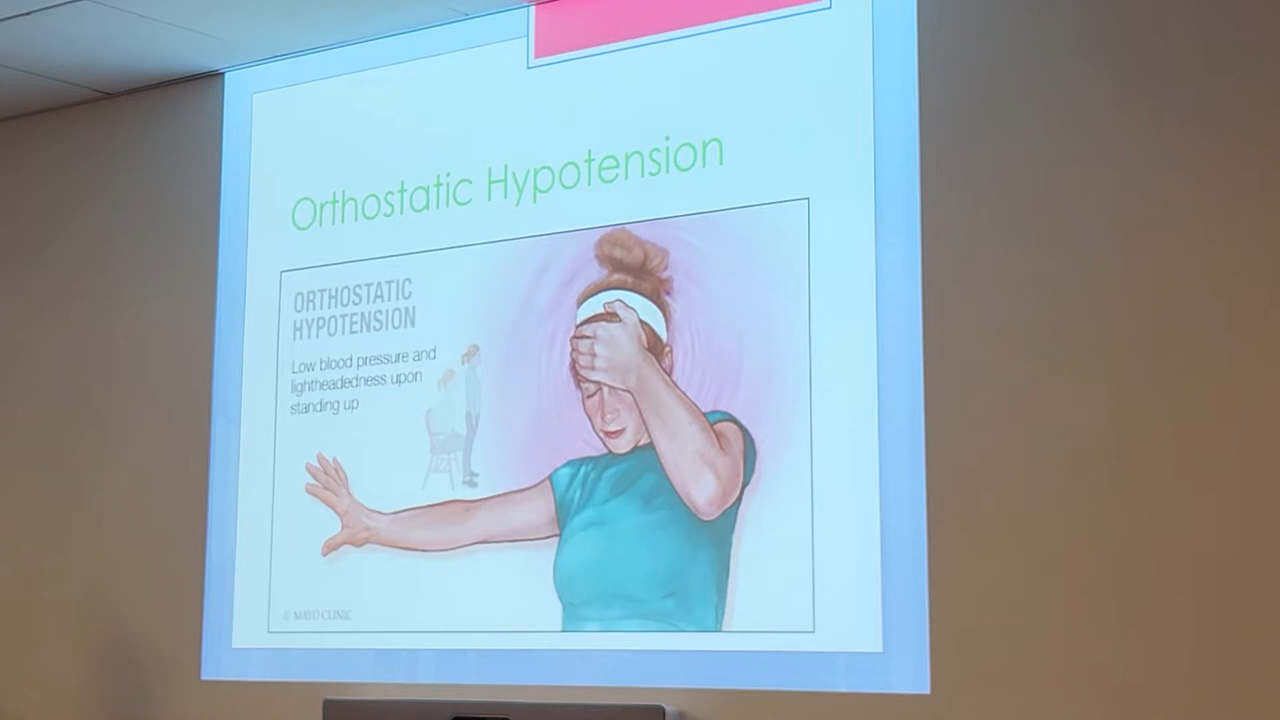 Orthostatic Hypotension
ORTHOSTATIC
HYPOTENSION
Low blood pressure and
lightheadedness upon
standing up
© MAYO CLINIC